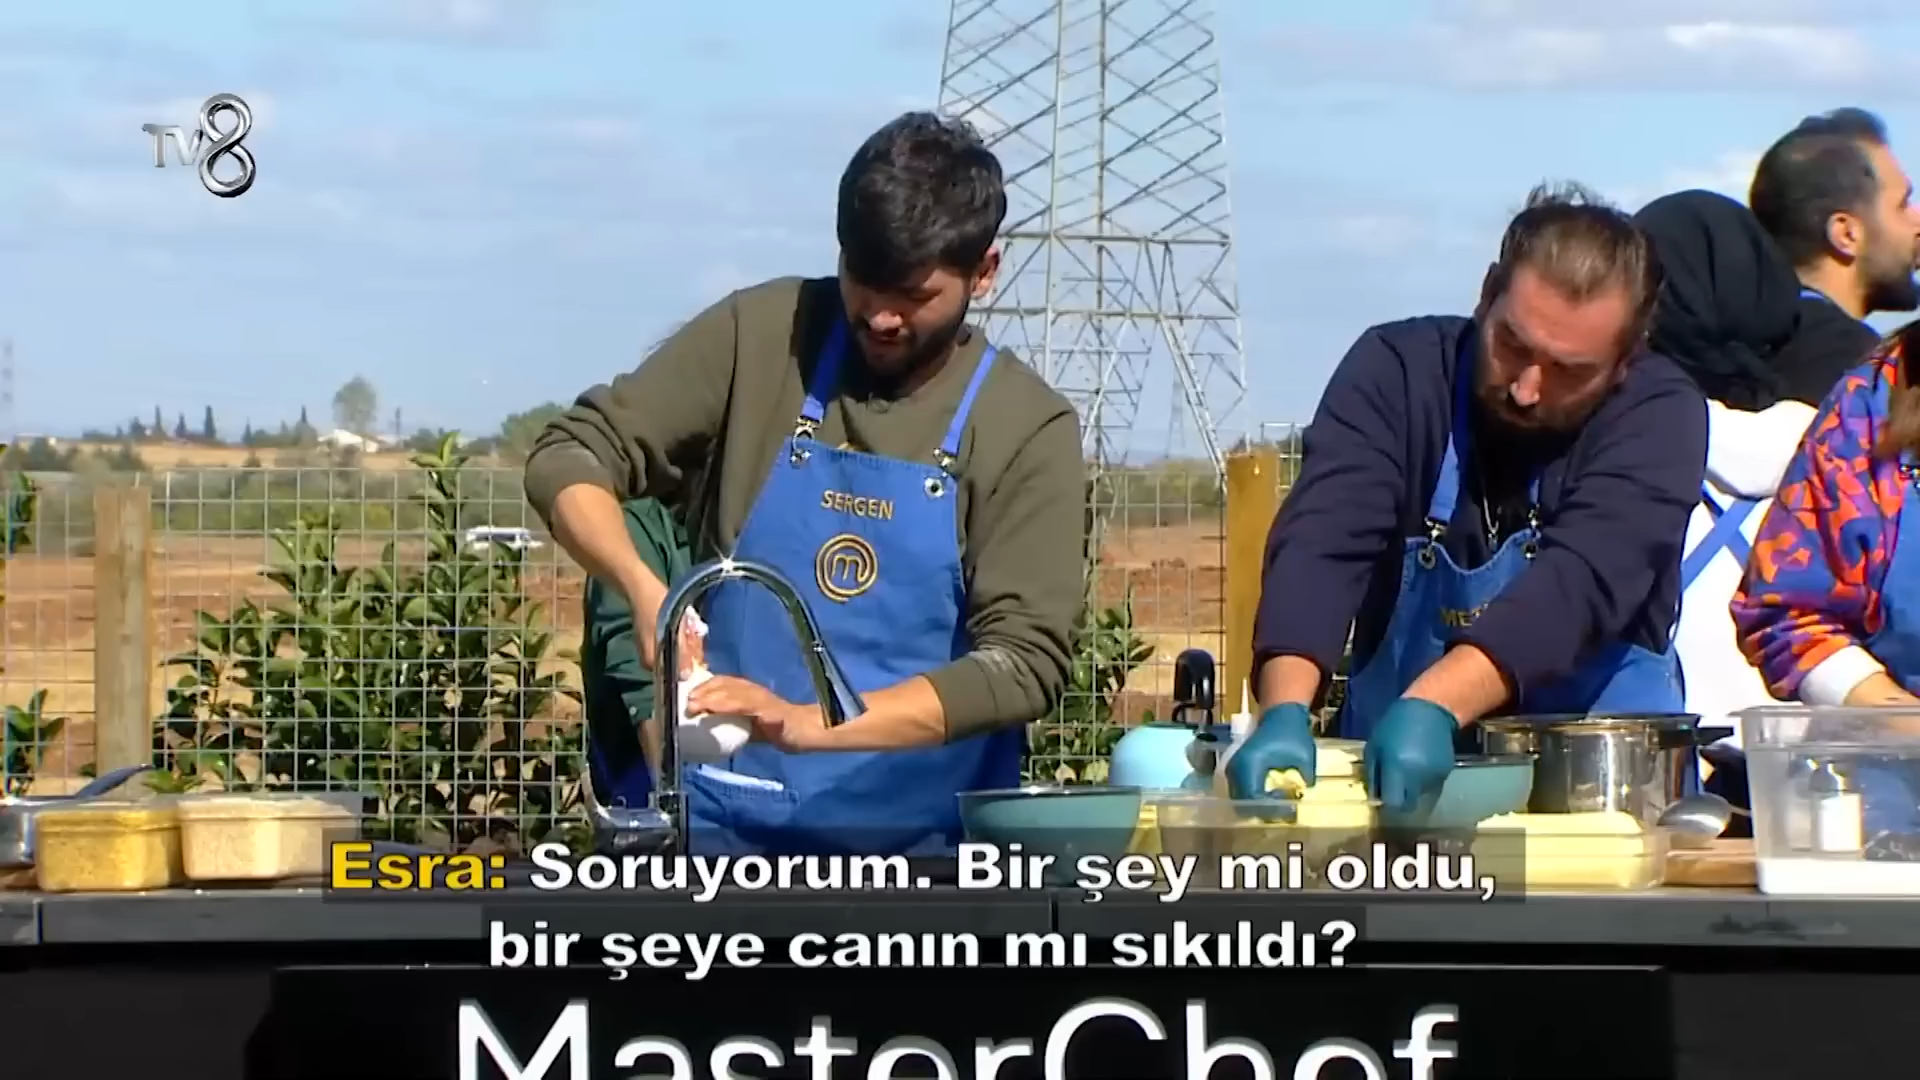 TV8
SERGEN
Esra: Soruyorum. Bir şey mi oldu,
bir şeye canın mı sıkıldı?
MasterChef